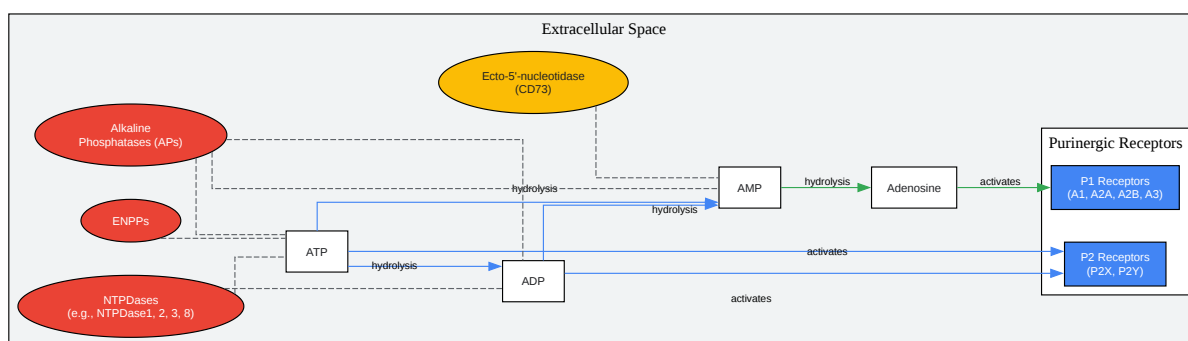 Extracellular Space
Ecto-5'-nucleotidase
(CD73)
Alkaline
Phosphatases (APs)
Purinergic Receptors
P1 Receptors
(A1, A2A, A2B, A3)
AMP
hydrolysis
Adenosine
activates
hydrolysis
hydrolysis
ENPPs
ATP
activates
P2 Receptors
(P2X, P2Y)
hydrolysis
ADP
NTPDases
(e.g., NTPDase1, 2, 3, 8)
activates